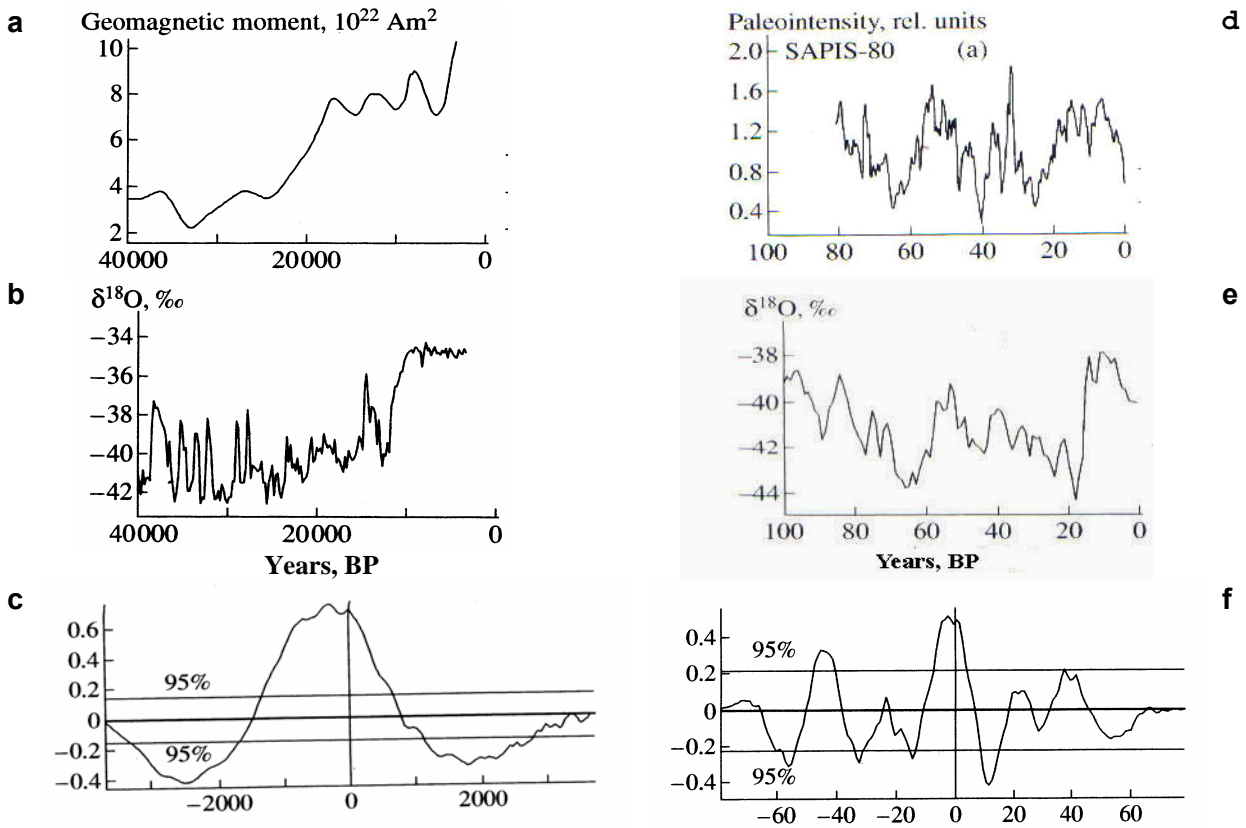 a
Geomagnetic moment, 10²² Am²
10
8
6
4
2
40000 20000 0
b
δ¹⁸O, ‰
−34
−36
−38
−40
−42
40000 20000 0
Years, BP
c
0.6
0.4
0.2
0
−0.2
−0.4
95%
95%
−2000 0 2000
d
Paleointensity, rel. units
2.0 SAPIS-80 (a)
1.6
1.2
0.8
0.4
100 80 60 40 20 0
e
δ¹⁸O, ‰
−38
−40
−42
−44
100 80 60 40 20 0
Years, BP
f
0.4
0.2
0
−0.2
−0.4
95%
95%
−60 −40 −20 0 20 40 60